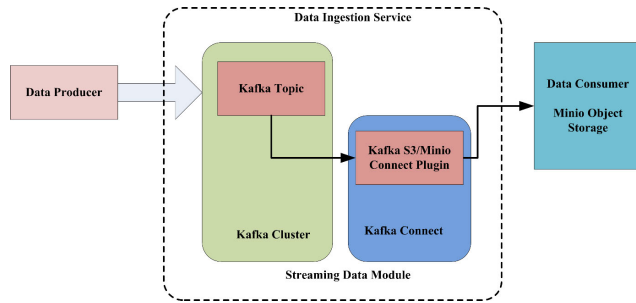 Data Ingestion Service
Data Producer
Kafka Topic
Data Consumer
Minio Object
Storage
Kafka S3/Minio
Connect Plugin
Kafka Cluster
Kafka Connect
Streaming Data Module